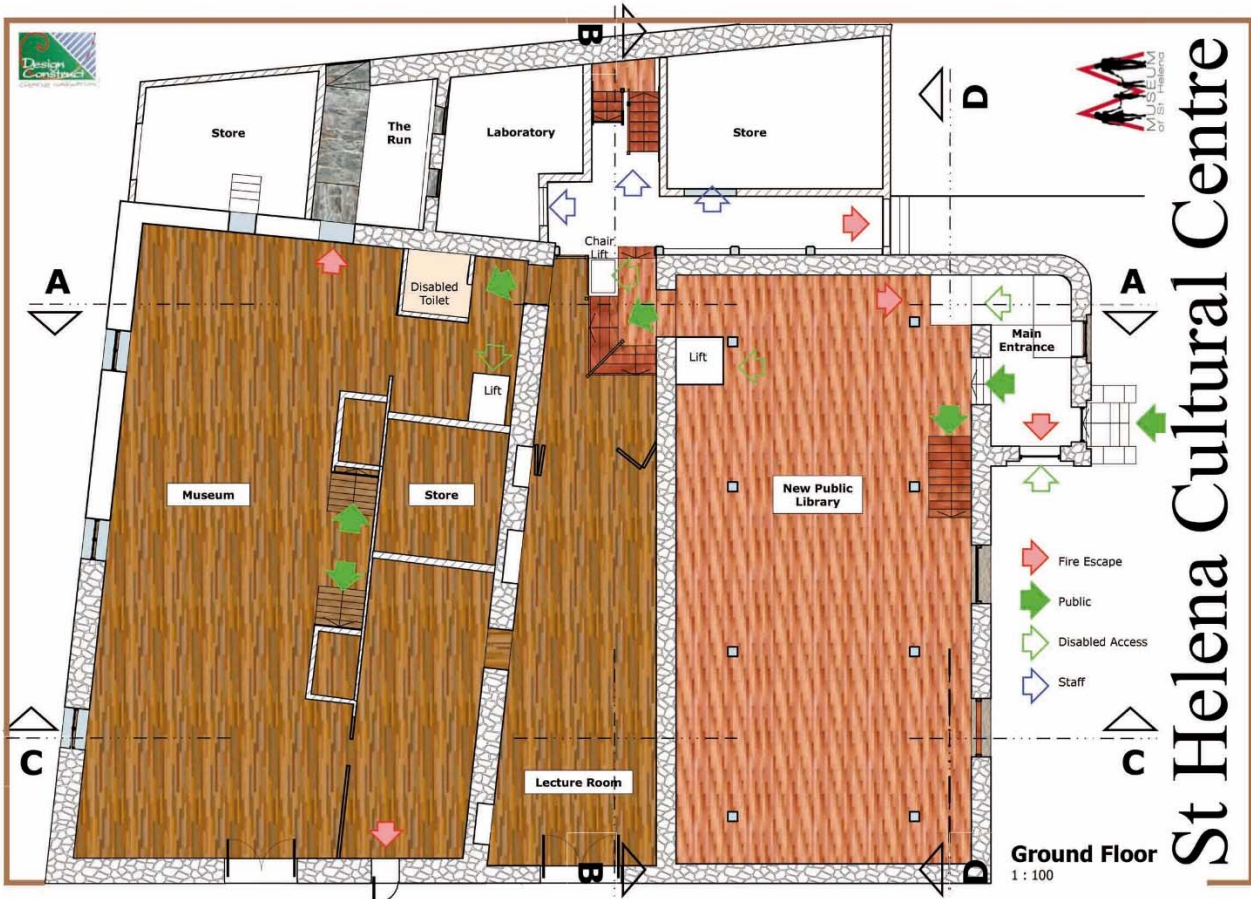 Design
Construct
B
D
MUSEUM
of St Helena
St Helena Cultural Centre
Store
The
Run
Laboratory
Store
Chair
Lift
A
A
Disabled
Toilet
Main
Entrance
Lift
Lift
Museum
Store
New Public
Library
Fire Escape
Public
Disabled Access
Staff
C
C
Lecture Room
B
D
Ground Floor
1 : 100